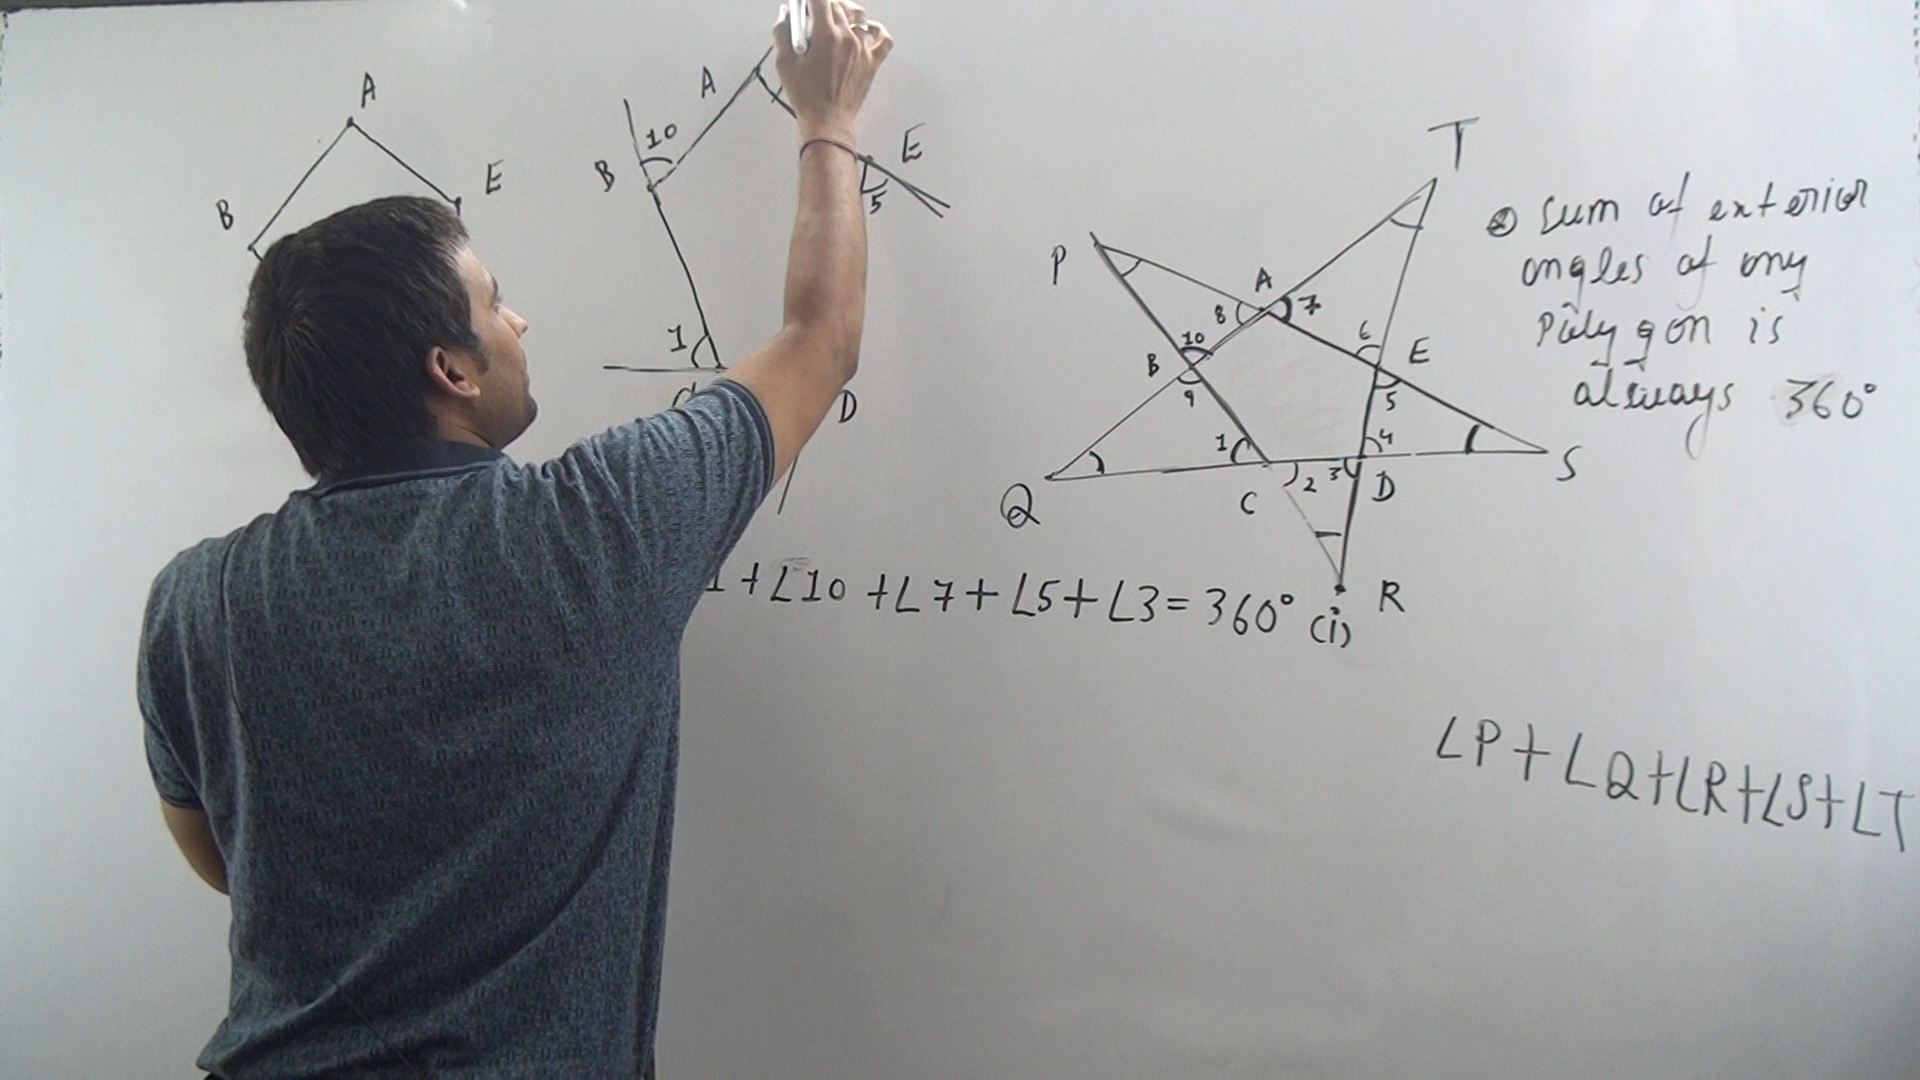 A
B
E
A
10
B
E
5
1
D
T
P
A
8
7
10
6
E
B
9
5
1
4
Q
C
2
3
D
S
R
Sum of exterior
angles of any
Polygon is
always 360°
1 + ∠10 + ∠7 + ∠5 + ∠3 = 360° (i)
∠P + ∠Q + ∠R + ∠S + ∠T